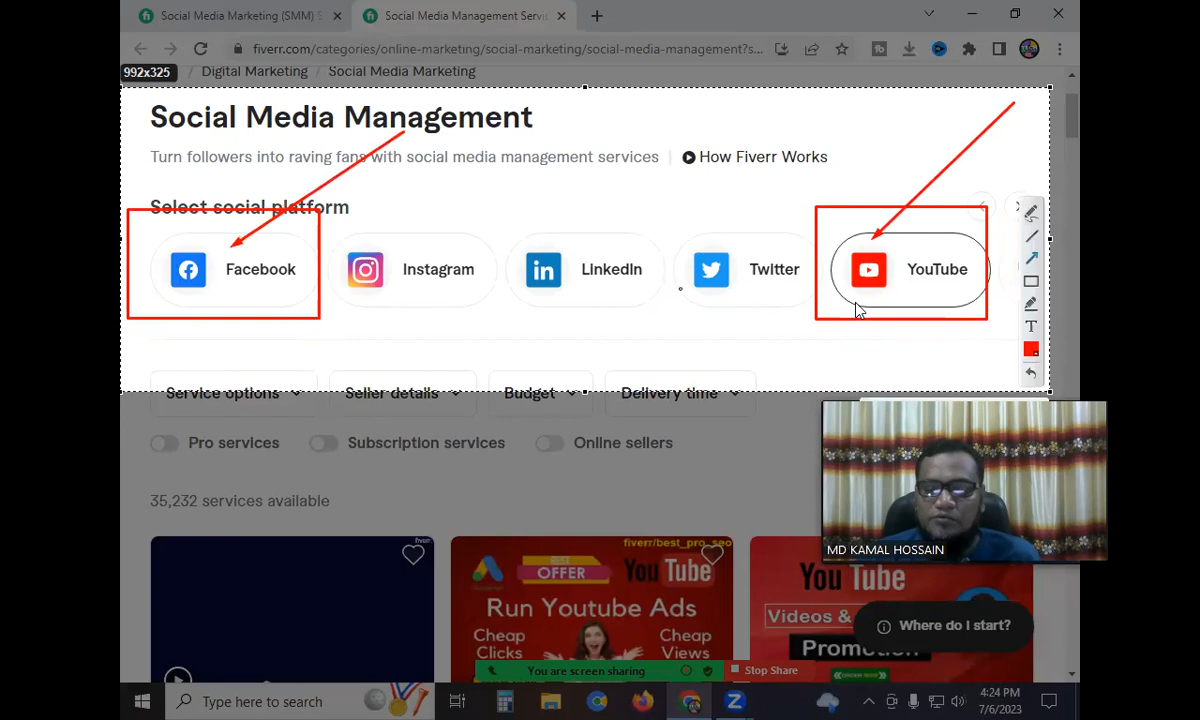 Social Media Marketing (SMM) S
Social Media Management Servi
fiverr.com/categories/online-marketing/social-marketing/social-media-management?s...
992x325
/ Digital Marketing / Social Media Marketing
Social Media Management
Turn followers into raving fans with social media management services
How Fiverr Works
Select social platform
Facebook
Instagram
LinkedIn
Twitter
YouTube
T
Service options
Seller details
Budget
Delivery time
Pro services
Subscription services
Online sellers
35,232 services available
fiverr
fiverr/best_pro_seo
BEST
OFFER
YouTube
Run Youtube Ads
Cheap
Clicks
Cheap
Views
YouTube
Videos &
Promotion
MD KAMAL HOSSAIN
Where do I start?
You are screen sharing
Stop Share
Type here to search
4:24 PM
7/6/2023